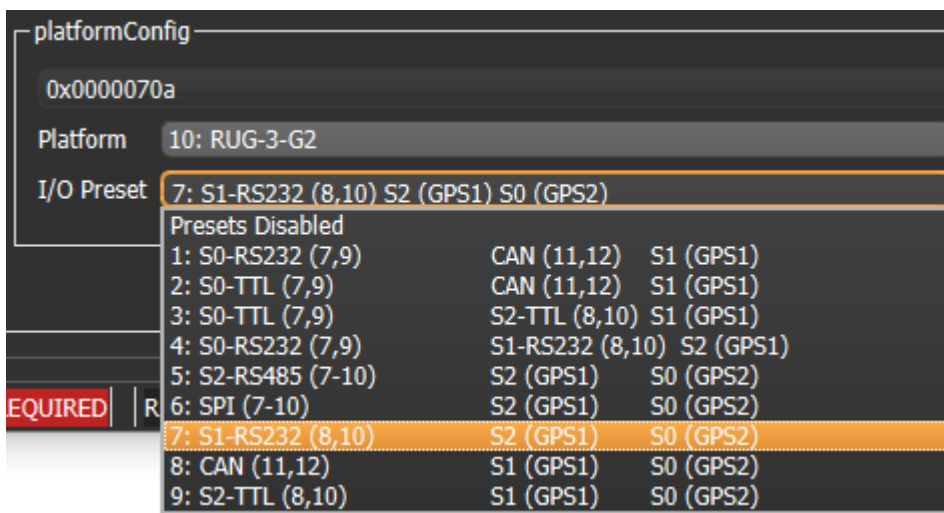 platformConfig
0x0000070a
Platform 10: RUG-3-G2
I/O Preset 7: S1-RS232 (8,10) S2 (GPS1) S0 (GPS2)
Presets Disabled
1: S0-RS232 (7,9) CAN (11,12) S1 (GPS1)
2: S0-TTL (7,9) CAN (11,12) S1 (GPS1)
3: S0-TTL (7,9) S2-TTL (8,10) S1 (GPS1)
4: S0-RS232 (7,9) S1-RS232 (8,10) S2 (GPS1)
5: S2-RS485 (7-10) S2 (GPS1) S0 (GPS2)
6: SPI (7-10) S2 (GPS1) S0 (GPS2)
7: S1-RS232 (8,10) S2 (GPS1) S0 (GPS2)
8: CAN (11,12) S1 (GPS1) S0 (GPS2)
9: S2-TTL (8,10) S1 (GPS1) S0 (GPS2)
EQUIRED R